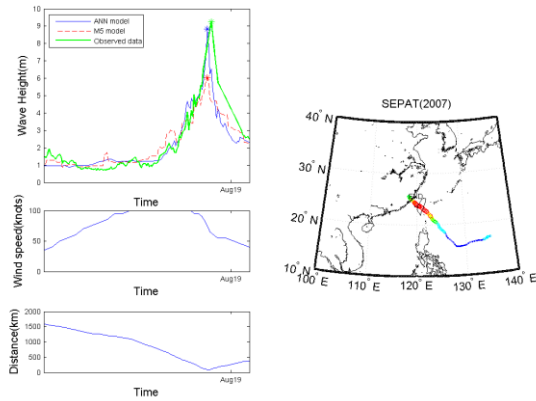 ANN model
M5 model
Observed data
Wave Height(m)
10
9
8
7
6
5
4
3
2
1
0
Aug19
Time
Wind speed(knots)
100
50
0
Aug19
Time
Distance(km)
2000
1500
1000
500
0
Aug19
Time
SEPAT(2007)
40° N
30° N
20° N
10° N
100° E
110° E
120° E
130° E
140° E